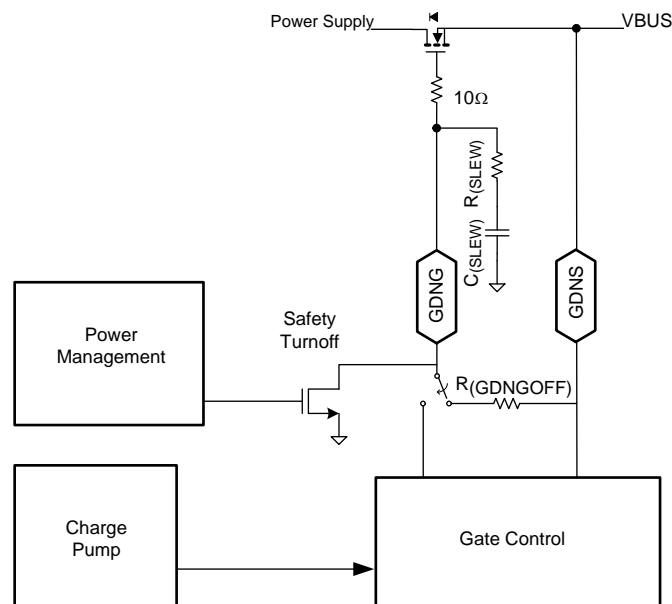 Power Supply
VBUS
10Ω
R(SLEW)
C(SLEW)
GDNG
GDNS
Safety
Turnoff
R(GDNGOFF)
Power
Management
Charge
Pump
Gate Control